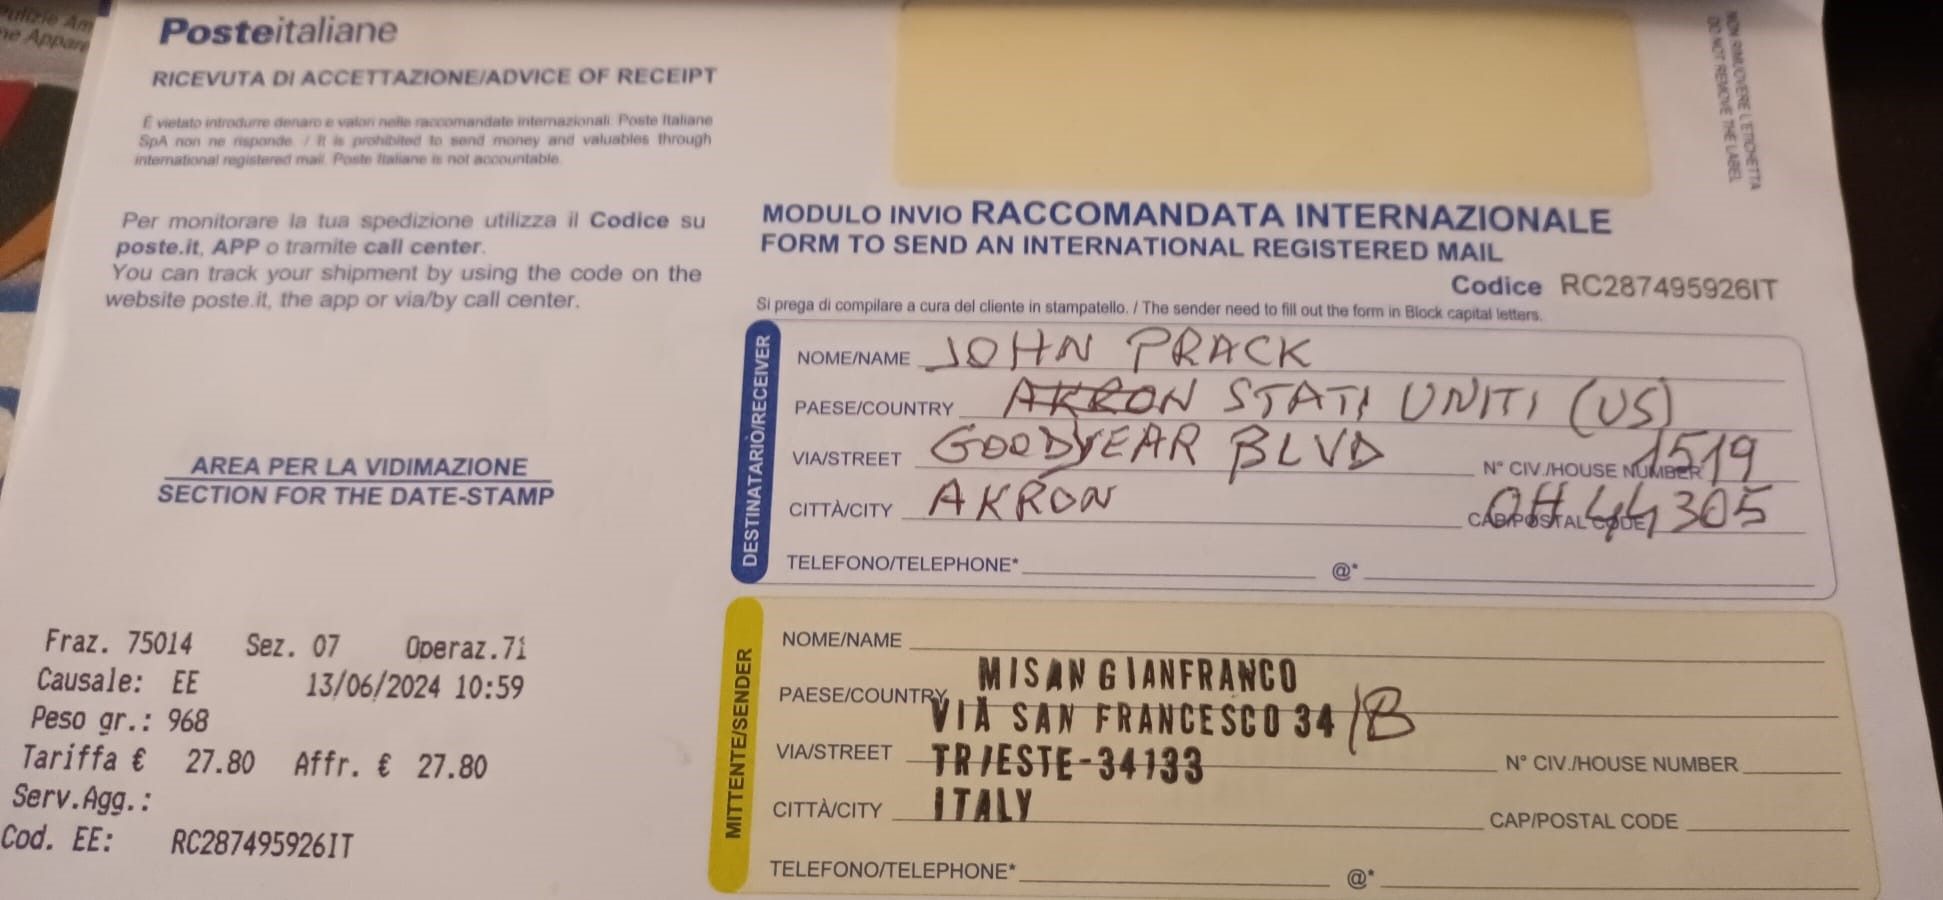 Posteitaliane
RICEVUTA DI ACCETTAZIONE/ADVICE OF RECEIPT
È vietato introdurre denaro e valori nelle raccomandate internazionali. Poste Italiane
SpA non ne risponde. / It is prohibited to send money and valuables through
international registered mail. Poste Italiane is not accountable.
Per monitorare la tua spedizione utilizza il Codice su
poste.it, APP o tramite call center.
You can track your shipment by using the code on the
website poste.it, the app or via/by call center.
AREA PER LA VIDIMAZIONE
SECTION FOR THE DATE-STAMP
Fraz. 75014 Sez. 07 Operaz.71
Causale: EE 13/06/2024 10:59
Peso gr.: 968
Tariffa € 27.80 Affr. € 27.80
Serv.Agg.:
Cod. EE: RC287495926IT
NON RIMUOVERE L'ETICHETTA
DO NOT REMOVE THE LABEL
MODULO INVIO RACCOMANDATA INTERNAZIONALE
FORM TO SEND AN INTERNATIONAL REGISTERED MAIL
Codice RC287495926IT
Si prega di compilare a cura del cliente in stampatello. / The sender need to fill out the form in Block capital letters.
DESTINATARIO/RECEIVER
NOME/NAME JOHN PRACK
PAESE/COUNTRY AKRON STATI UNITI (US)
VIA/STREET GOODYEAR BLVD N° CIV./HOUSE NUMBER 1519
CITTÀ/CITY AKRON CAP/POSTAL CODE OH 44305
TELEFONO/TELEPHONE* @*
MITTENTE/SENDER
NOME/NAME
MISAN GIANFRANCO
PAESE/COUNTRY
VIA SAN FRANCESCO 34/B
VIA/STREET TRIESTE-34133 N° CIV./HOUSE NUMBER
CITTÀ/CITY ITALY CAP/POSTAL CODE
TELEFONO/TELEPHONE* @*